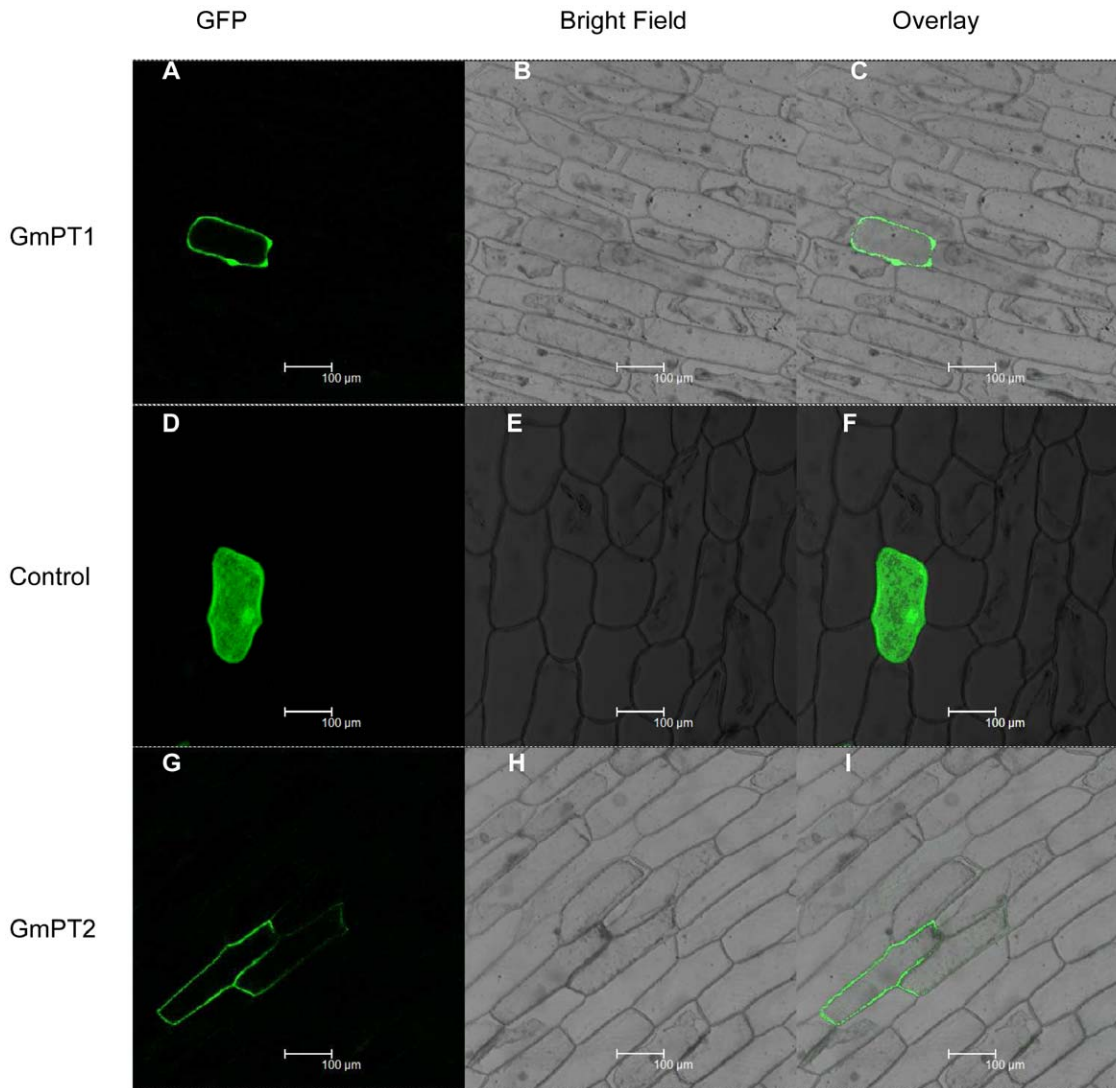 GFP Bright Field Overlay
A B C
GmPT1
100 µm 100 µm 100 µm
D E F
Control
100 µm 100 µm 100 µm
G H I
GmPT2
100 µm 100 µm 100 µm